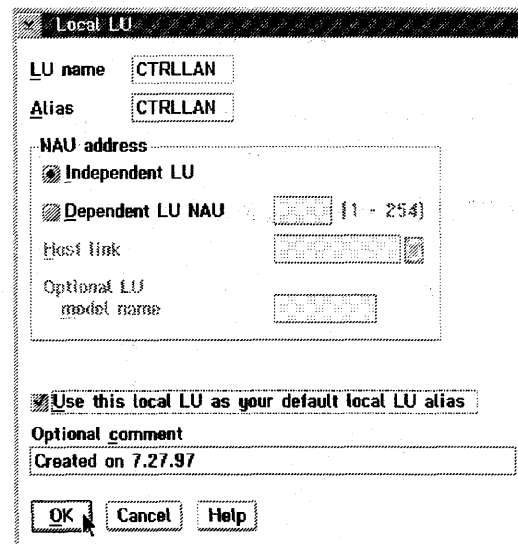 Local LU
LU name CTRLLAN
Alias CTRLLAN
NAU address
Independent LU
Dependent LU NAU (1 - 254)
Host link
Optional LU
model name
Use this local LU as your default local LU alias
Optional comment
Created on 7.27.97
OK Cancel Help